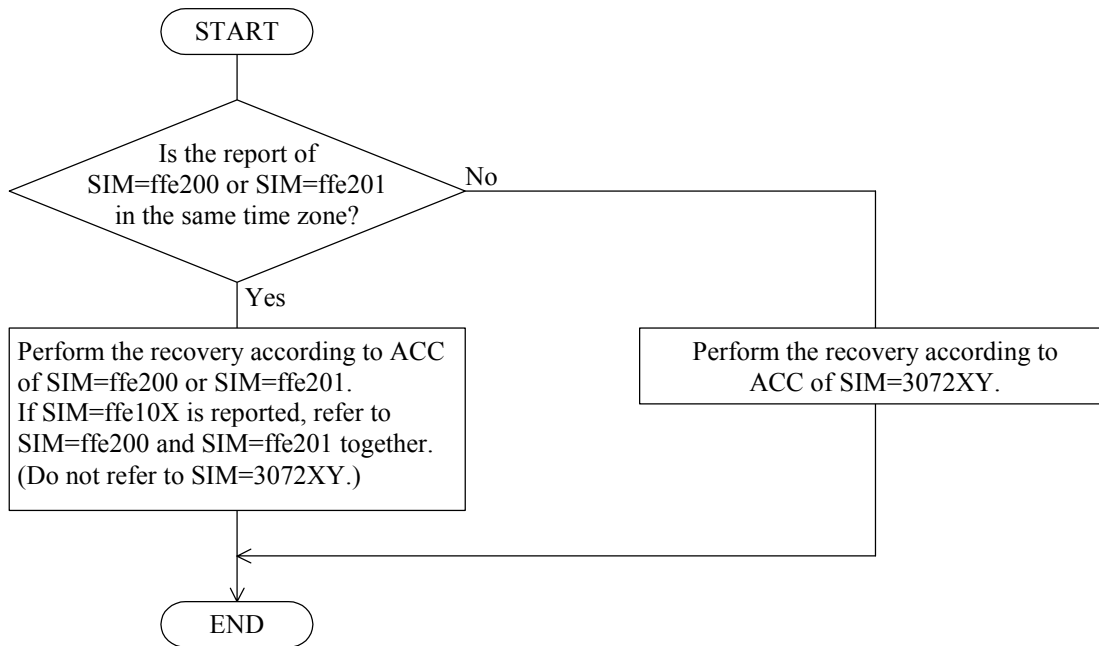 START
Is the report of
SIM=ffe200 or SIM=ffe201
in the same time zone?
No
Yes
Perform the recovery according to ACC
of SIM=ffe200 or SIM=ffe201.
If SIM=ffe10X is reported, refer to
SIM=ffe200 and SIM=ffe201 together.
(Do not refer to SIM=3072XY.)
Perform the recovery according to
ACC of SIM=3072XY.
END